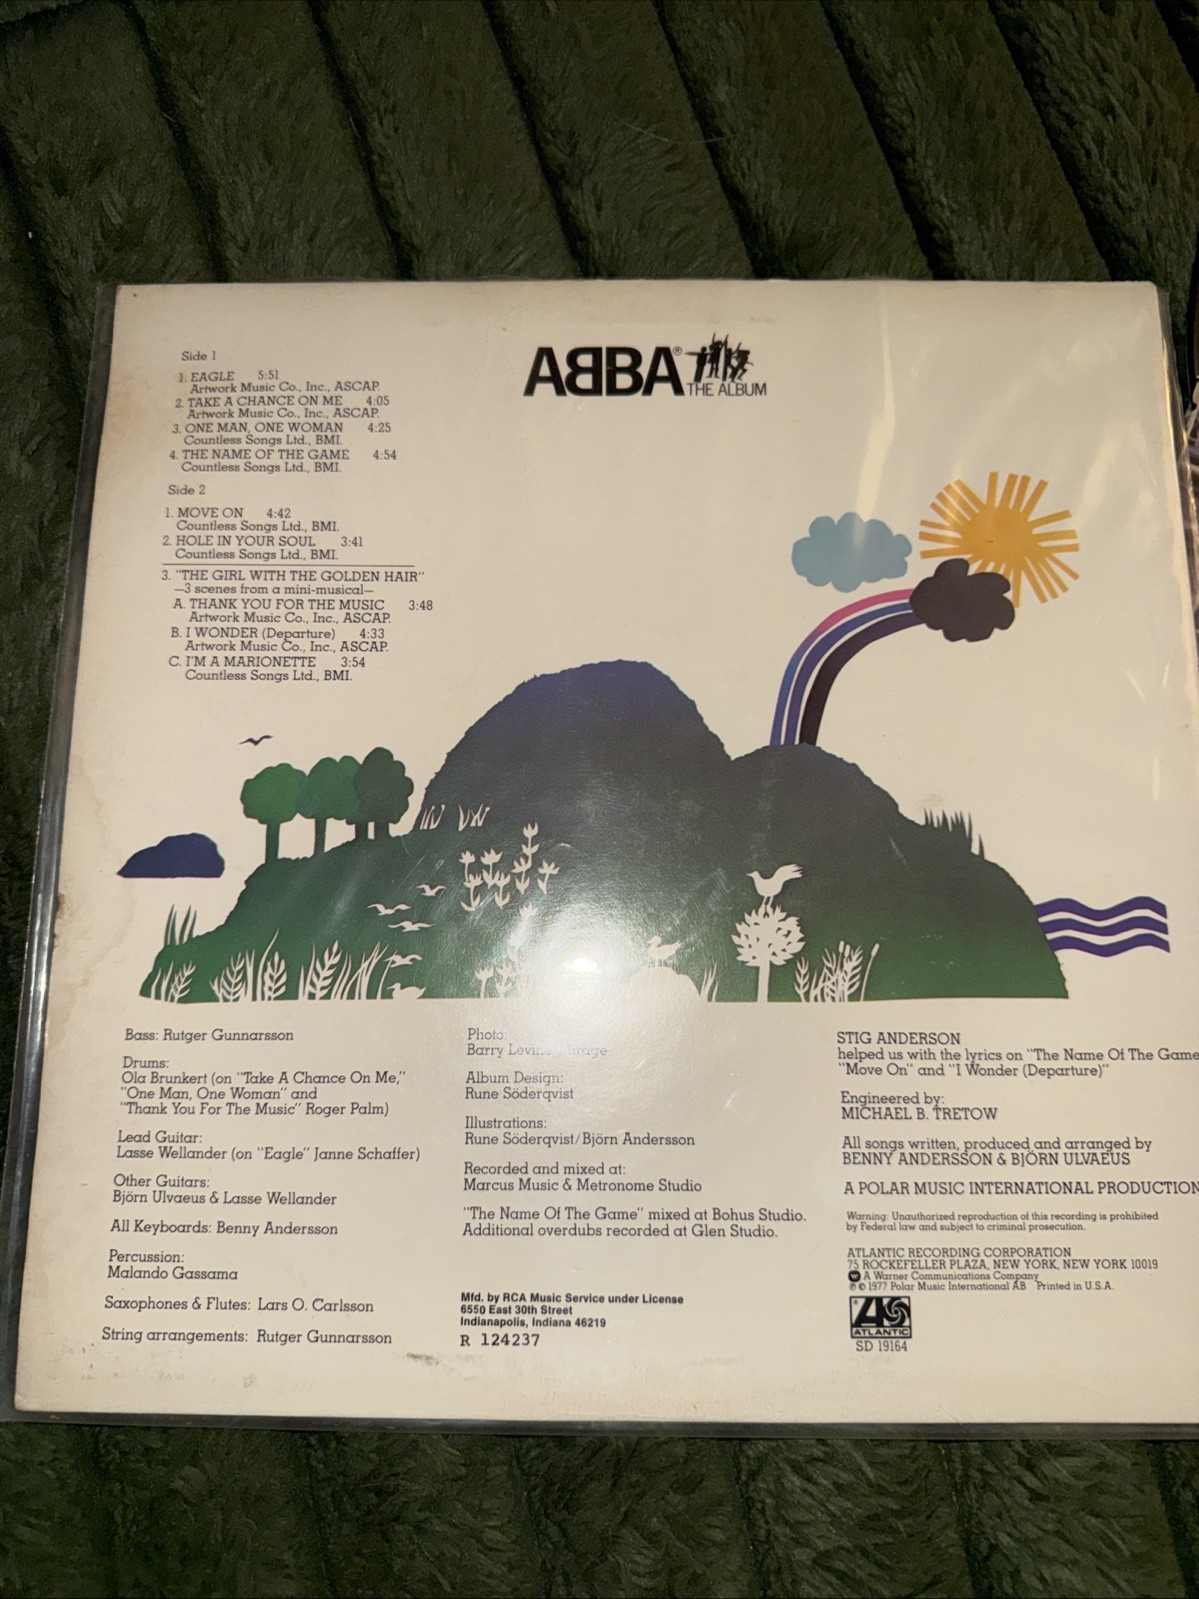 Side 1
1. EAGLE 5:51
Artwork Music Co., Inc., ASCAP.
2. TAKE A CHANCE ON ME 4:05
Artwork Music Co., Inc., ASCAP.
3. ONE MAN, ONE WOMAN 4:25
Countless Songs Ltd., BMI.
4. THE NAME OF THE GAME 4:54
Countless Songs Ltd., BMI.
Side 2
1. MOVE ON 4:42
Countless Songs Ltd., BMI.
2. HOLE IN YOUR SOUL 3:41
Countless Songs Ltd., BMI.
3. "THE GIRL WITH THE GOLDEN HAIR"
—3 scenes from a mini-musical—
A. THANK YOU FOR THE MUSIC 3:48
Artwork Music Co., Inc., ASCAP.
B. I WONDER (Departure) 4:33
Artwork Music Co., Inc., ASCAP.
C. I'M A MARIONETTE 3:54
Countless Songs Ltd., BMI.
ABBA®
THE ALBUM
Bass: Rutger Gunnarsson
Drums:
Ola Brunkert (on "Take A Chance On Me,"
"One Man, One Woman" and
"Thank You For The Music" Roger Palm)
Lead Guitar:
Lasse Wellander (on "Eagle" Janne Schaffer)
Other Guitars:
Björn Ulvaeus & Lasse Wellander
All Keyboards: Benny Andersson
Percussion:
Malando Gassama
Saxophones & Flutes: Lars O. Carlsson
String arrangements: Rutger Gunnarsson
Photo:
Barry Levine/Mirage
Album Design:
Rune Söderqvist
Illustrations:
Rune Söderqvist/Björn Andersson
Recorded and mixed at:
Marcus Music & Metronome Studio
"The Name Of The Game" mixed at Bohus Studio.
Additional overdubs recorded at Glen Studio.
Mfd. by RCA Music Service under License
6550 East 30th Street
Indianapolis, Indiana 46219
R 124237
STIG ANDERSON
helped us with the lyrics on "The Name Of The Game
"Move On" and "I Wonder (Departure)"
Engineered by:
MICHAEL B. TRETOW
All songs written, produced and arranged by
BENNY ANDERSSON & BJÖRN ULVAEUS
A POLAR MUSIC INTERNATIONAL PRODUCTION
Warning: Unauthorized reproduction of this recording is prohibited
by Federal law and subject to criminal prosecution.
ATLANTIC RECORDING CORPORATION
75 ROCKEFELLER PLAZA, NEW YORK, NEW YORK 10019
A Warner Communications Company
℗ © 1977 Polar Music International AB Printed in U.S.A.
ATLANTIC
SD 19164